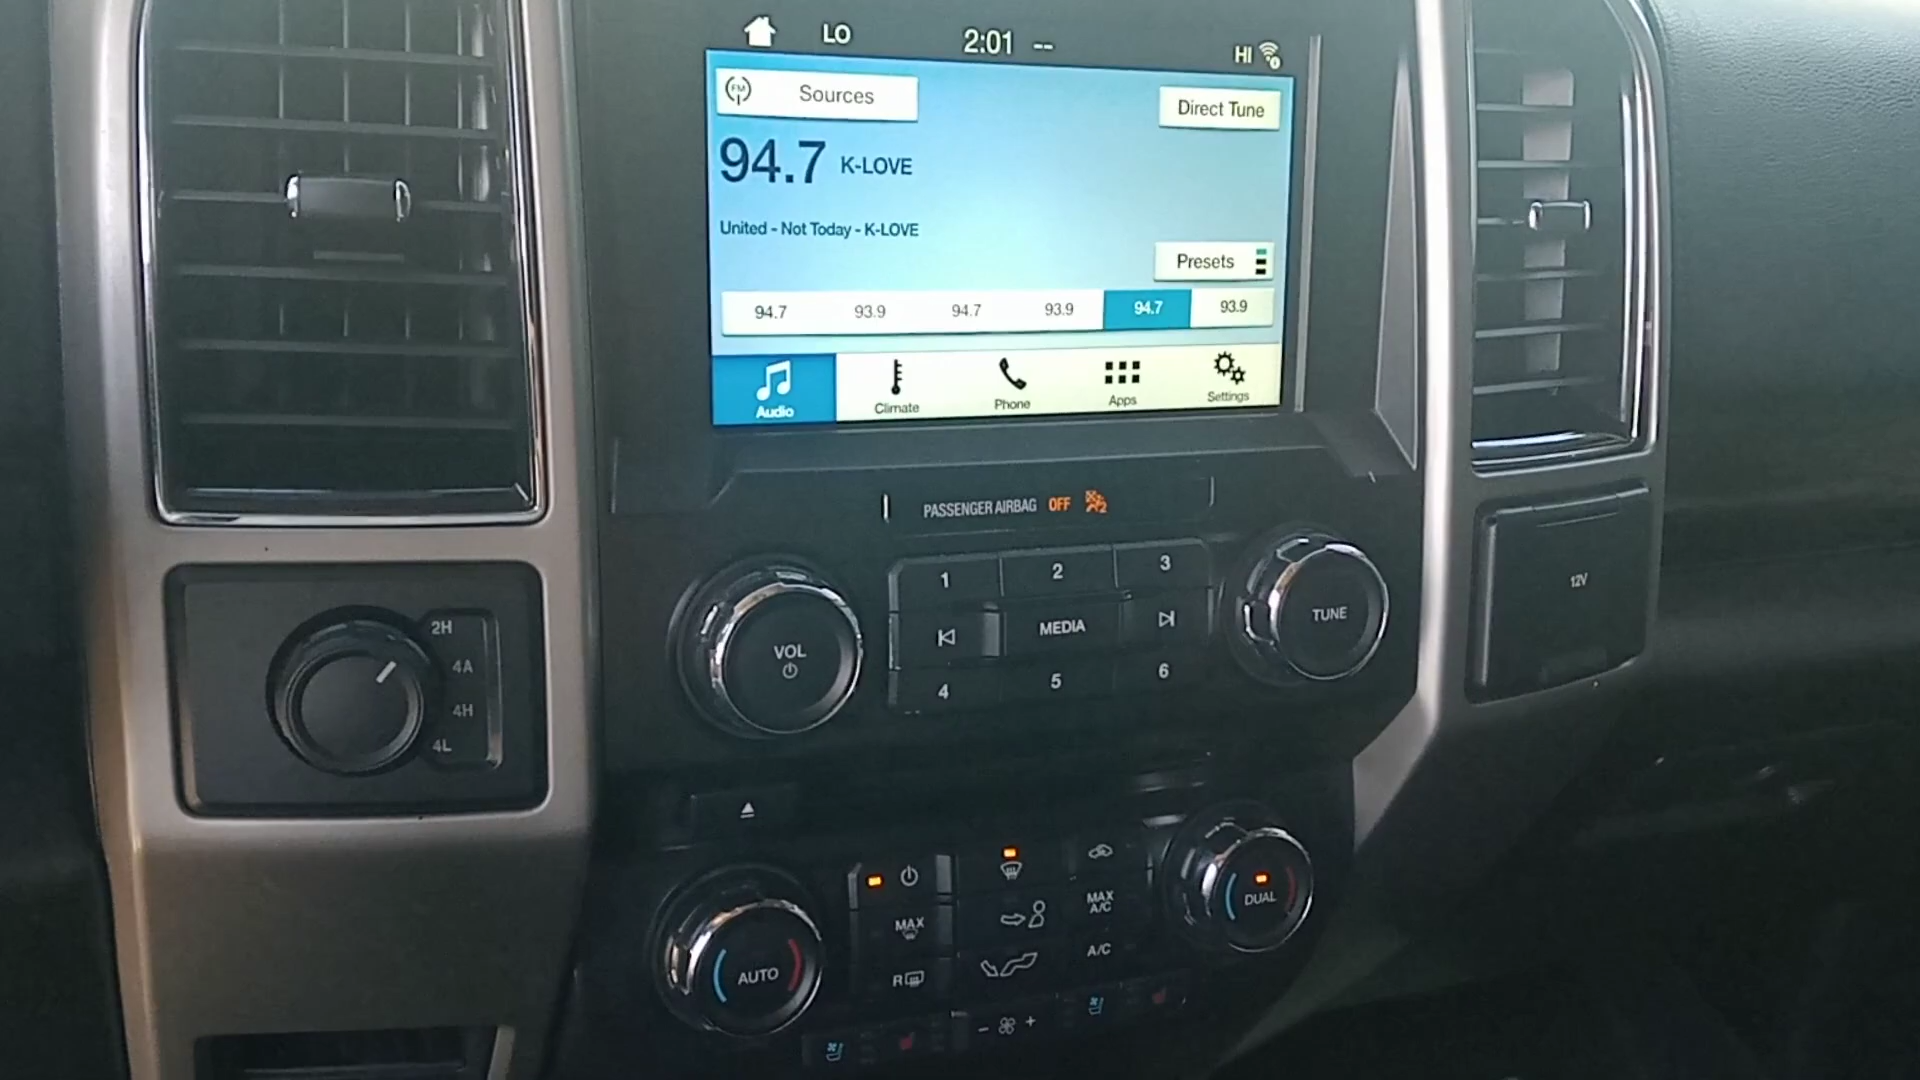 LO
2:01 --
HI
FM
Sources
Direct Tune
94.7 K-LOVE
United - Not Today - K-LOVE
Presets
94.7 93.9 94.7 93.9 94.7 93.9
Audio
Climate
Phone
Apps
Settings
PASSENGER AIRBAG OFF 2
1 2 3
VOL
MEDIA
TUNE
4 5 6
12V
2H
4A
4H
4L
AUTO
MAX
R
MAX
A/C
A/C
DUAL
- +